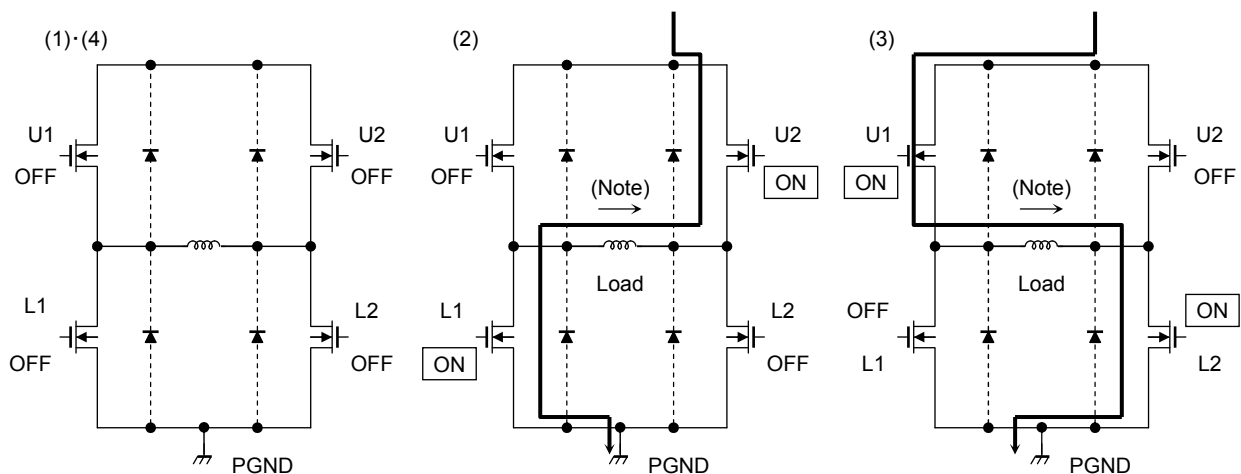 (1)·(4)
U1
OFF
U2
OFF
L1
OFF
L2
OFF
PGND
(2)
U1
OFF
U2
ON
(Note)
Load
L1
ON
L2
OFF
PGND
(3)
U1
ON
U2
OFF
(Note)
Load
OFF
L1
ON
L2
PGND